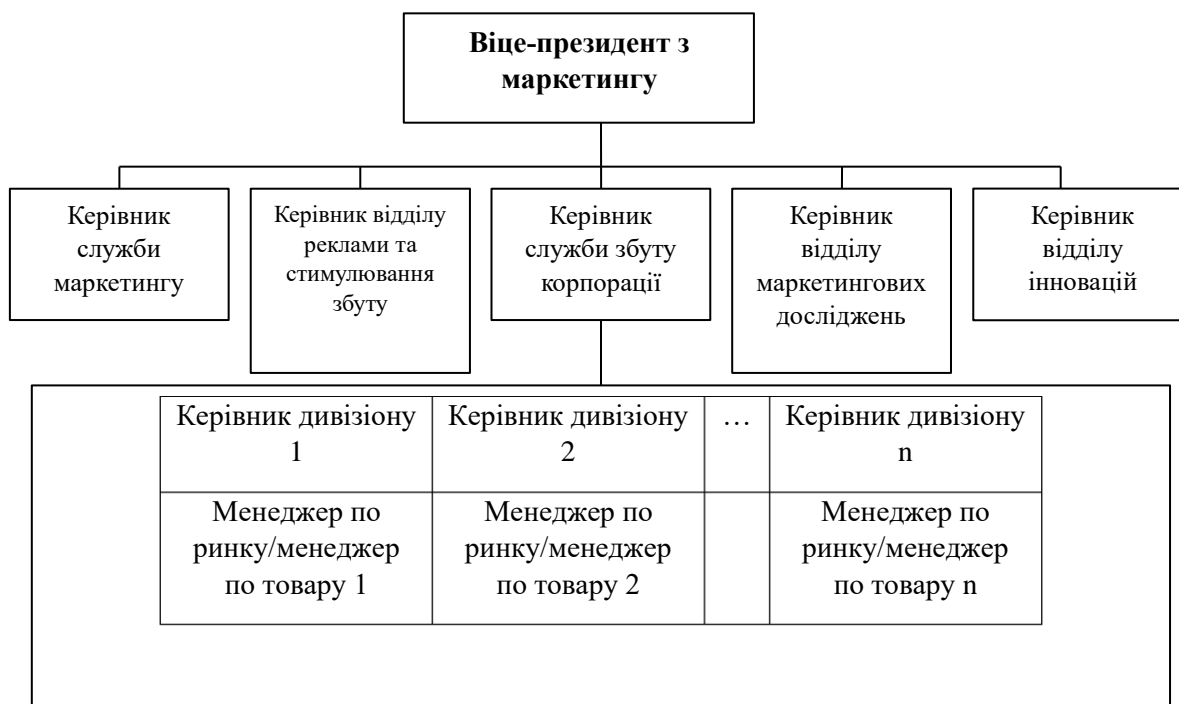 Віце-президент з
маркетингу
Керівник
служби
маркетингу
Керівник відділу
реклами та
стимулювання
збуту
Керівник
служби збуту
корпорації
Керівник
відділу
маркетингових
досліджень
Керівник
відділу
інновацій
Керівник дивізіону
1
Керівник дивізіону
2
…
Керівник дивізіону
n
Менеджер по
ринку/менеджер
по товару 1
Менеджер по
ринку/менеджер
по товару 2
Менеджер по
ринку/менеджер
по товару n